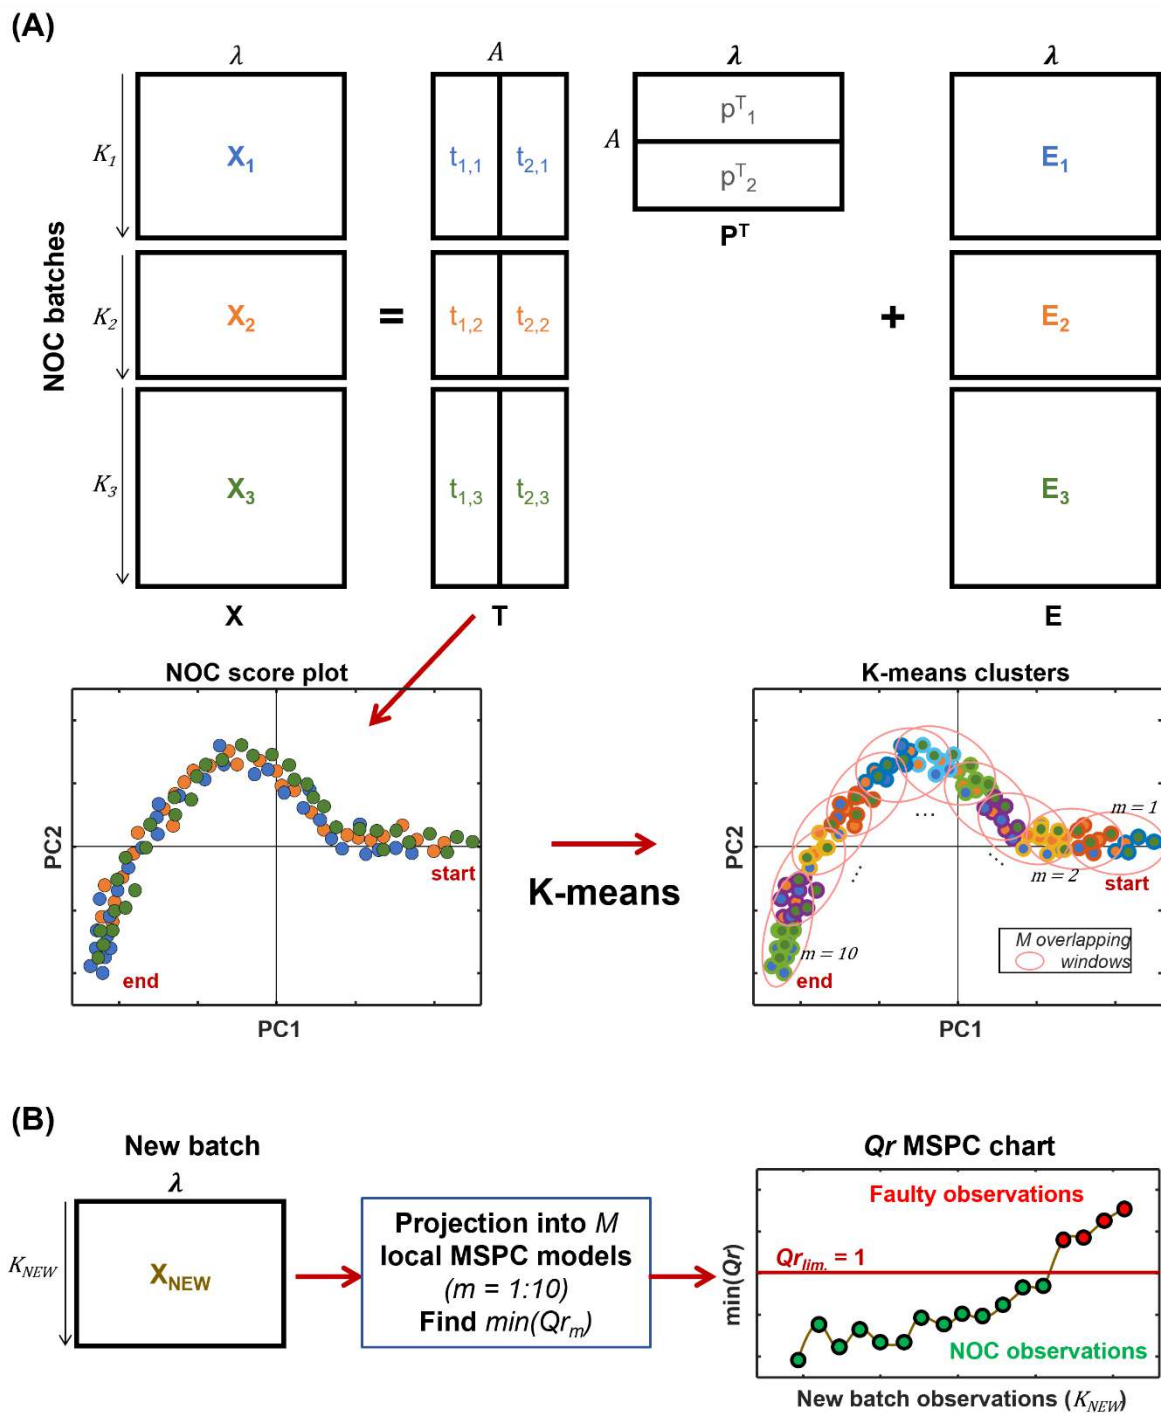 (A)
λ
A
λ
λ
K1
X1
t1,1
t2,1
A
pT1
pT2
PT
E1
NOC batches
K2
X2
=
t1,2
t2,2
+
E2
K3
X3
t1,3
t2,3
E3
X
T
E
NOC score plot
PC2
start
end
PC1
K-means
K-means clusters
PC2
m = 1
...
...
m = 2
start
...
m = 10
end
M overlapping
windows
PC1
(B)
New batch
λ
KNEW
XNEW
Projection into M
local MSPC models
(m = 1:10)
Find min(Qrm)
Qr MSPC chart
min(Qr)
Faulty observations
Qrlim. = 1
NOC observations
New batch observations (KNEW)